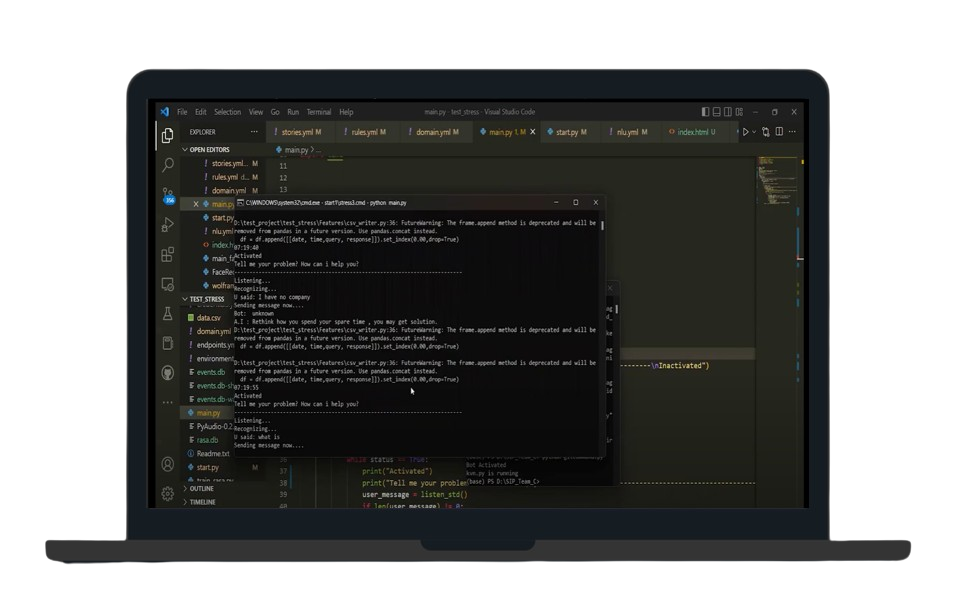 File Edit Selection View Go Run Terminal Help
main.py - test_stress - Visual Studio Code
EXPLORER
stories.yml M
rules.yml M
domain.yml M
main.py 1, M
start.py M
nlu.yml M
index.html U
OPEN EDITORS
main.py > ...
stories.yml... M
rules.yml d... M
domain.yml M
main.py
start.py
nlu.yml
index.h
main_fa
FaceRec
wolfram
356
TEST_STRESS
data.csv
domain.yml
endpoints.ym
environment
events.db
events.db-sh
events.db-w
main.py
PyAudio-0.2
rasa.db
Readme.txt
start.py M
OUTLINE
TIMELINE
11
12
13
C:\WINDOWS\system32\cmd.exe - start1\stress3.cmd - python main.py
D:\test_project\test_stress\Features\csv_writer.py:36: FutureWarning: The frame.append method is deprecated and will be
removed from pandas in a future version. Use pandas.concat instead.
df = df.append([[date, time,query, response]]).set_index(0.00,drop=True)
07:19:40
Activated
Tell me your problem? How can i help you?
Listening...
Recognizing...
U said: I have nu company
Sending message now....
Bot: unknown
A.I : Rethink how you spend your spare time , you may get solution.
D:\test_project\test_stress\Features\csv_writer.py:36: FutureWarning: The frame.append method is deprecated and will be
removed from pandas in a future version. Use pandas.concat instead.
df = df.append([[date, time,query, response]]).set_index(0.00,drop=True)
D:\test_project\test_stress\Features\csv_writer.py:36: FutureWarning: The frame.append method is deprecated and will be
removed from pandas in a future version. Use pandas.concat instead.
df = df.append([[date, time,query, response]]).set_index(0.00,drop=True)
07:19:55
Activated
Tell me your problem? How can i help you?
Listening...
Recognizing...
U said: what is
Sending message now....
\nInactivated")
while status == True:
37 print("Activated")
38 print("Tell me your problem
39 user_message = listen_std()
40 if len(user_message) != 0:
Bot Activated
kvm.py is running
(base) PS D:\SIP_Team_C>